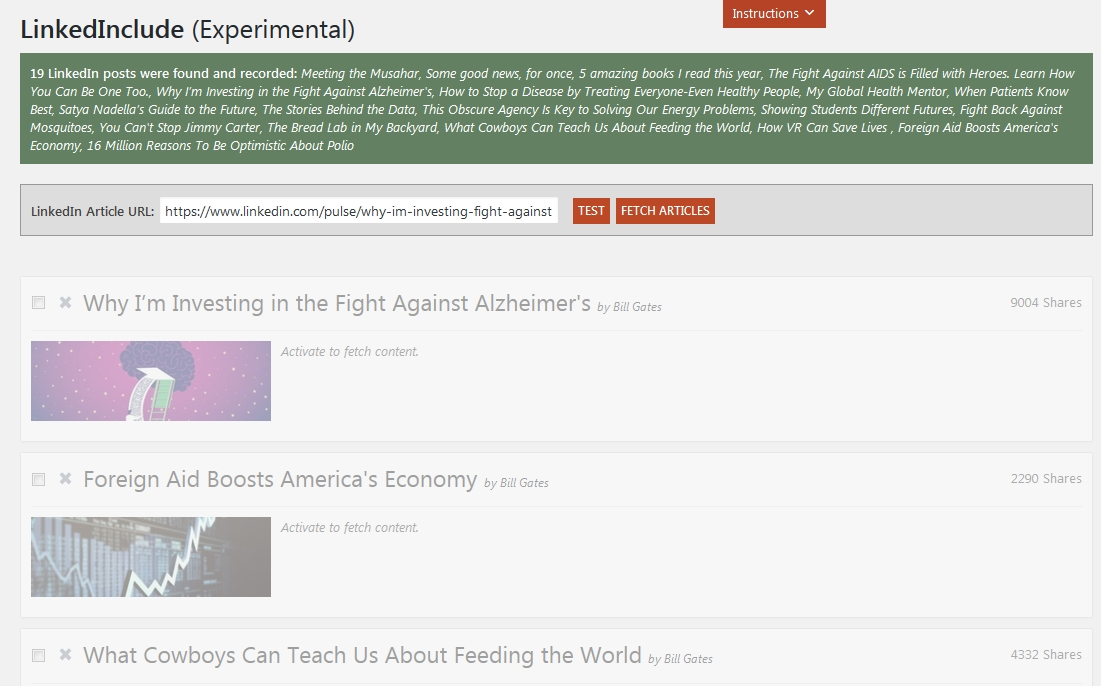 Instructions
LinkedInclude (Experimental)
19 LinkedIn posts were found and recorded: Meeting the Musahar, Some good news, for once, 5 amazing books I read this year, The Fight Against AIDS is Filled with Heroes. Learn How
You Can Be One Too., Why I'm Investing in the Fight Against Alzheimer's, How to Stop a Disease by Treating Everyone-Even Healthy People, My Global Health Mentor, When Patients Know
Best, Satya Nadella's Guide to the Future, The Stories Behind the Data, This Obscure Agency Is Key to Solving Our Energy Problems, Showing Students Different Futures, Fight Back Against
Mosquitoes, You Can't Stop Jimmy Carter, The Bread Lab in My Backyard, What Cowboys Can Teach Us About Feeding the World, How VR Can Save Lives , Foreign Aid Boosts America's
Economy, 16 Million Reasons To Be Optimistic About Polio
LinkedIn Article URL: https://www.linkedin.com/pulse/why-im-investing-fight-against TEST FETCH ARTICLES
Why I'm Investing in the Fight Against Alzheimer's by Bill Gates 9004 Shares
Activate to fetch content.
Foreign Aid Boosts America's Economy by Bill Gates 2290 Shares
Activate to fetch content.
What Cowboys Can Teach Us About Feeding the World by Bill Gates 4332 Shares